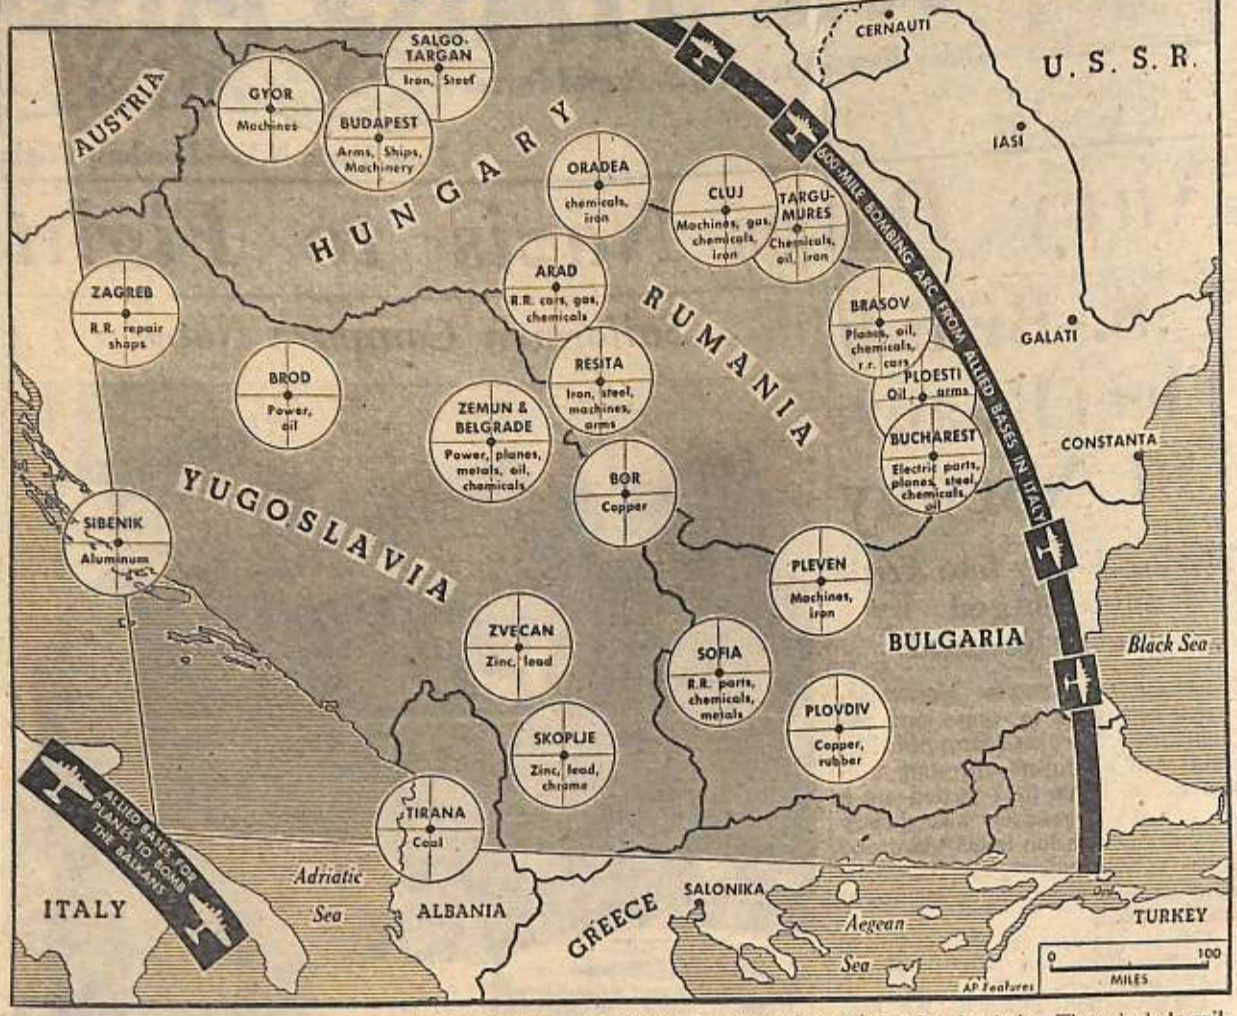 CERNAUTI
U. S. S. R.
IASI
GALATI
CONSTANTA
SALGO-
TARGAN
Iron, Steel
GYOR
Machines
BUDAPEST
Arms, Ships,
Machinery
AUSTRIA
HUNGARY
ORADEA
chemicals,
iron
CLUJ
Machines, gas,
chemicals,
iron
TARGU-
MURES
Chemicals,
oil, iron
600-MILE BOMBING ARC FROM ALLIED BASES IN ITALY
ARAD
R.R. cars, gas,
chemicals
RUMANIA
BRASOV
Planes, oil,
chemicals,
r.r. cars
ZAGREB
R.R. repair
shops
BROD
Power,
oil
RESITA
Iron, steel,
machines,
arms
PLOESTI
Oil, arms
ZEMUN &
BELGRADE
Power, planes,
metals, oil,
chemicals
BUCHAREST
Electric parts,
planes, steel,
chemicals,
oil
BOR
Copper
YUGOSLAVIA
SIBENIK
Aluminum
PLEVEN
Machines,
iron
BULGARIA
Black Sea
ZVECAN
Zinc, lead
SOFIA
R.R. parts,
chemicals,
metals
PLOVDIV
Copper,
rubber
SKOPLJE
Zinc, lead,
chrome
TIRANA
Coal
ALLIED BASES FOR
PLANES TO BOMB
THE BALKANS
ITALY
Adriatic
Sea
ALBANIA
GREECE
SALONIKA
Aegean
Sea
TURKEY
0 100
MILES
AP Features